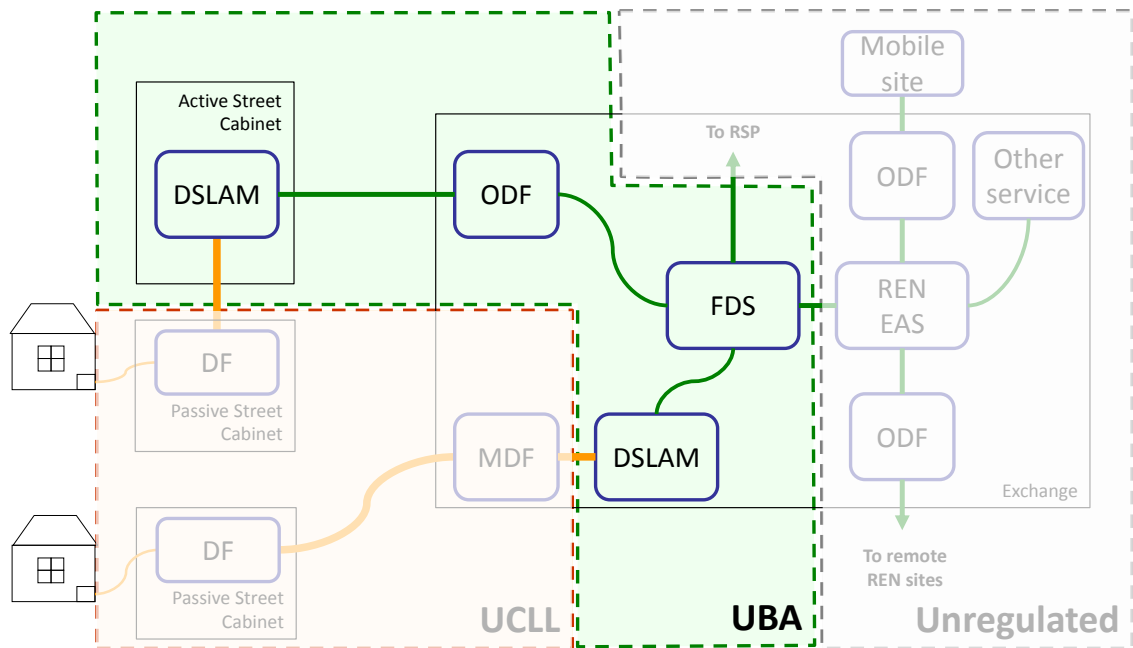 Mobile
site
Active Street
Cabinet
To RSP
DSLAM
ODF
ODF
Other
service
FDS
REN
EAS
DF
Passive Street
Cabinet
MDF
DSLAM
ODF
Exchange
DF
To remote
REN sites
Passive Street
Cabinet
UCLL
UBA
Unregulated